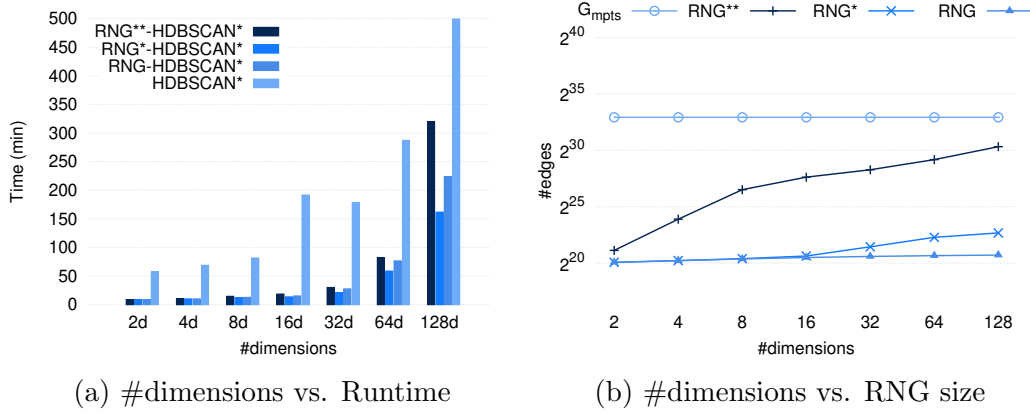 500
450
400
350
300
250
200
150
100
50
0
Time (min)
RNG**-HDBSCAN*
RNG*-HDBSCAN*
RNG-HDBSCAN*
HDBSCAN*
2d 4d 8d 16d 32d 64d 128d
#dimensions
(a) #dimensions vs. Runtime
G_mpts RNG** RNG* RNG
2^40
2^35
2^30
2^25
2^20
#edges
2 4 8 16 32 64 128
#dimensions
(b) #dimensions vs. RNG size